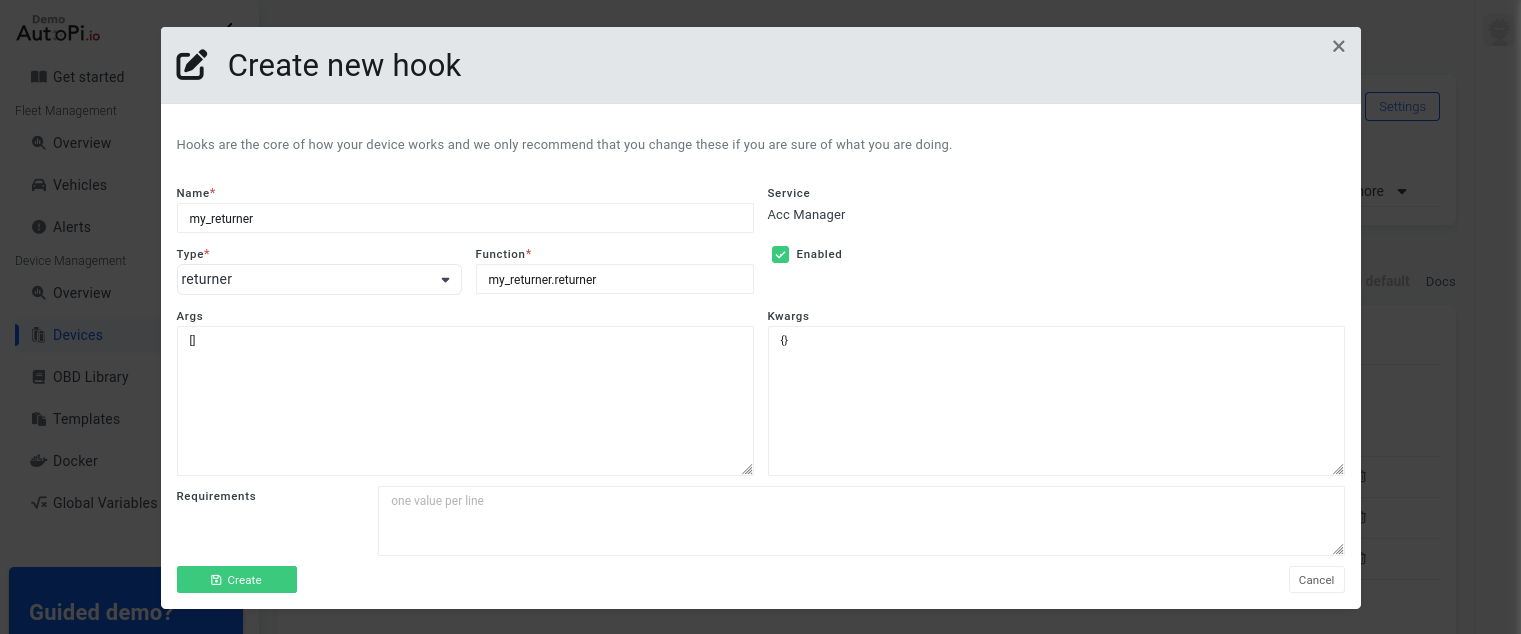 Demo
AutoPi.io
Get started
Fleet Management
Overview
Vehicles
Alerts
Device Management
Overview
Devices
OBD Library
Templates
Docker
Global Variables
Guided demo?
Create new hook
Hooks are the core of how your device works and we only recommend that you change these if you are sure of what you are doing.
Name*
my_returner
Service
Acc Manager
Type*
returner
Function*
my_returner.returner
Enabled
Args
[]
Kwargs
{}
Requirements
one value per line
Create
Cancel
Settings
ore
default Docs